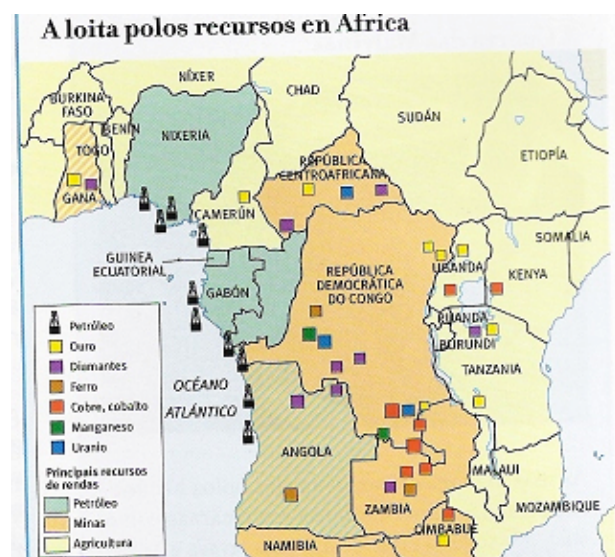 A loita polos recursos en África
NÍXER
CHAD
SUDÁN
BURKINA
FASO
BENÍN
TOGO
NIXERIA
ETIOPÍA
REPÚBLICA
CENTROAFRICANA
GANA
CAMERÚN
SOMALIA
GUINEA
ECUATORIAL
GABÓN
REPÚBLICA
DEMOCRÁTICA
DO CONGO
UGANDA
KENYA
RUANDA
BURUNDI
TANZANIA
OCÉANO
ATLÁNTICO
ANGOLA
MALAUI
ZAMBIA
MOZAMBIQUE
CIMBABUE
NAMIBIA
Petróleo
Ouro
Diamantes
Ferro
Cobre, cobalto
Manganeso
Uranio
Principais recursos
de rendas
Petróleo
Minas
Agricultura